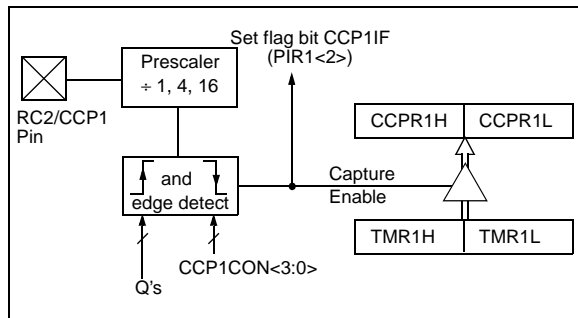 Set flag bit CCP1IF
(PIR1<2>)
Prescaler
÷ 1, 4, 16
RC2/CCP1
Pin
CCPR1H
CCPR1L
and
edge detect
Capture
Enable
TMR1H
TMR1L
CCP1CON<3:0>
Q's